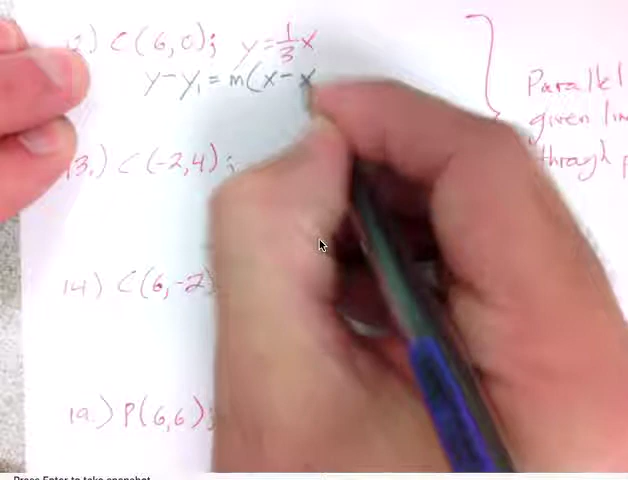 2.) C(6,0); y=1/3x
y-y₁=m(x-x
Parallel
given
through
13.) C(-2,4);
14.) C(6,-2)
19.) P(6,6);
Press Enter to take snapshot